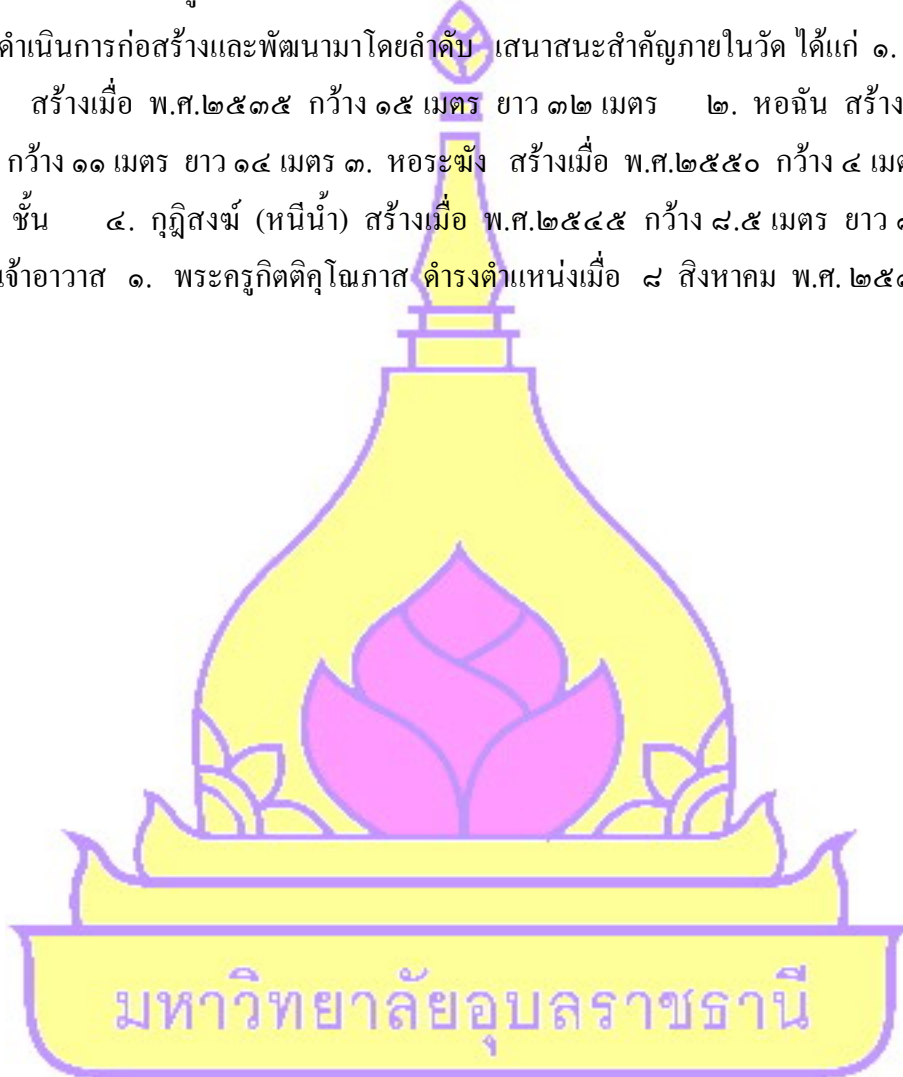 ดำเนินการก่อสร้างและพัฒนามาโดยลำดับ เสนาสนะสำคัญภายในวัด ได้แก่ ๑.
สร้างเมื่อ พ.ศ.๒๕๓๕ กว้าง ๑๕ เมตร ยาว ๓๒ เมตร ๒. หอฉัน สร้าง
กว้าง ๑๑ เมตร ยาว ๑๔ เมตร ๓. หอระฆัง สร้างเมื่อ พ.ศ.๒๕๕๐ กว้าง ๔
ชั้น ๔. กุฎิสงฆ์ (หนีน้ำ) สร้างเมื่อ พ.ศ.๒๕๔๕ กว้าง ๘.๕ เมตร ยาว
เจ้าอาวาส ๑. พระครูกิตติคุโณภาส ดำรงตำแหน่งเมื่อ ๘ สิงหาคม พ.ศ.
มหาวิทยาลัยอุบลราชธานี